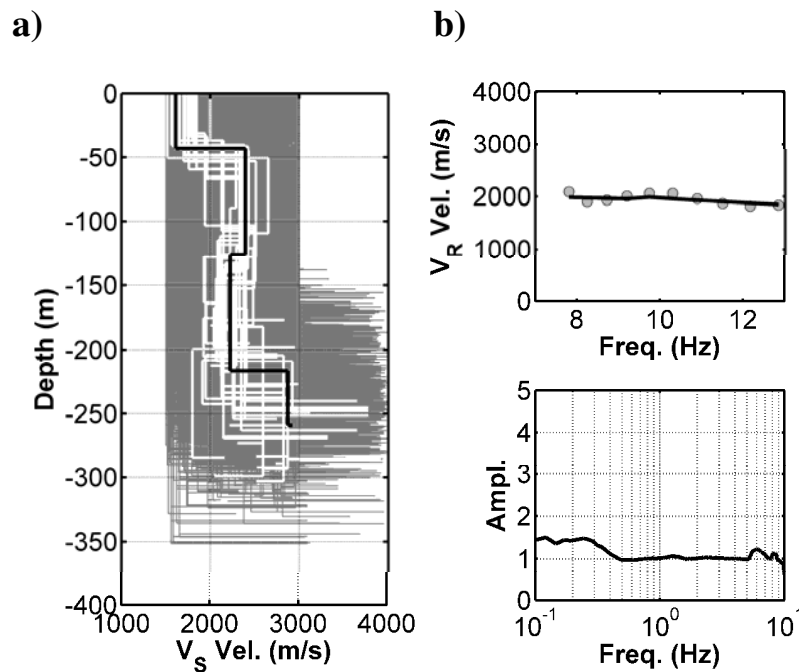 a)
b)
0
-50
-100
-150
-200
-250
-300
-350
-400
1000 2000 3000 4000
Depth (m)
V_S Vel. (m/s)
4000
3000
2000
1000
0
8 10 12
V_R Vel. (m/s)
Freq. (Hz)
5
4
3
2
1
0
10^-1 10^0 10^1
Ampl.
Freq. (Hz)